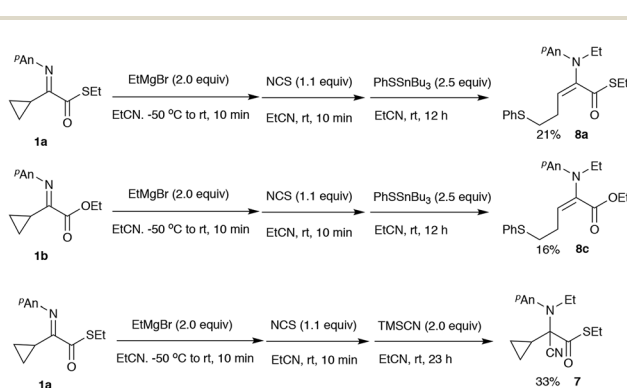 pAn N SEt O 1a
EtMgBr (2.0 equiv) NCS (1.1 equiv) PhSSnBu3 (2.5 equiv)
EtCN. -50 ºC to rt, 10 min EtCN, rt, 10 min EtCN, rt, 12 h
pAn N Et SEt O PhS 21% 8a
pAn N OEt O 1b
EtMgBr (2.0 equiv) NCS (1.1 equiv) PhSSnBu3 (2.5 equiv)
EtCN. -50 ºC to rt, 10 min EtCN, rt, 10 min EtCN, rt, 12 h
pAn N Et OEt O PhS 16% 8c
pAn N SEt O 1a
EtMgBr (2.0 equiv) NCS (1.1 equiv) TMSCN (2.0 equiv)
EtCN. -50 ºC to rt, 10 min EtCN, rt, 10 min EtCN, rt, 23 h
pAn N Et SEt CN O 33% 7